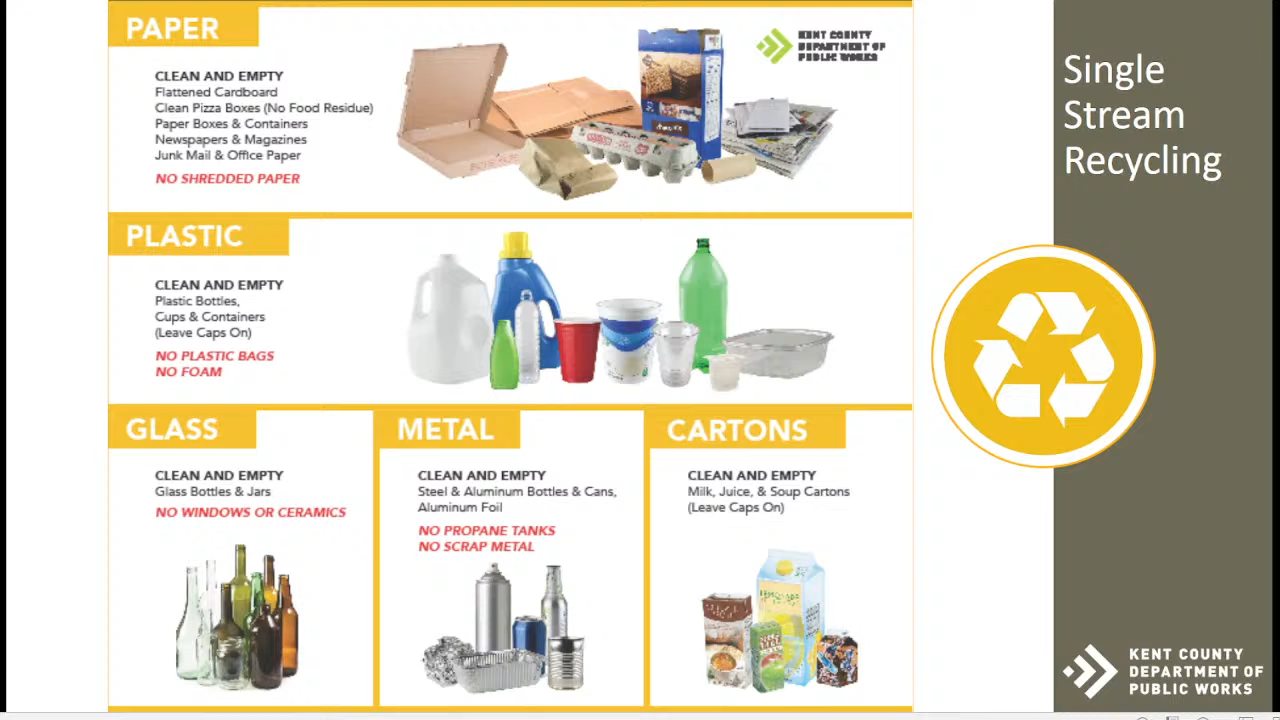 PAPER
CLEAN AND EMPTY
Flattened Cardboard
Clean Pizza Boxes (No Food Residue)
Paper Boxes & Containers
Newspapers & Magazines
Junk Mail & Office Paper
NO SHREDDED PAPER
KENT COUNTY
DEPARTMENT OF
PUBLIC WORKS
Single
Stream
Recycling
PLASTIC
CLEAN AND EMPTY
Plastic Bottles,
Cups & Containers
(Leave Caps On)
NO PLASTIC BAGS
NO FOAM
GLASS
CLEAN AND EMPTY
Glass Bottles & Jars
NO WINDOWS OR CERAMICS
METAL
CLEAN AND EMPTY
Steel & Aluminum Bottles & Cans,
Aluminum Foil
NO PROPANE TANKS
NO SCRAP METAL
CARTONS
CLEAN AND EMPTY
Milk, Juice, & Soup Cartons
(Leave Caps On)
KENT COUNTY
DEPARTMENT OF
PUBLIC WORKS